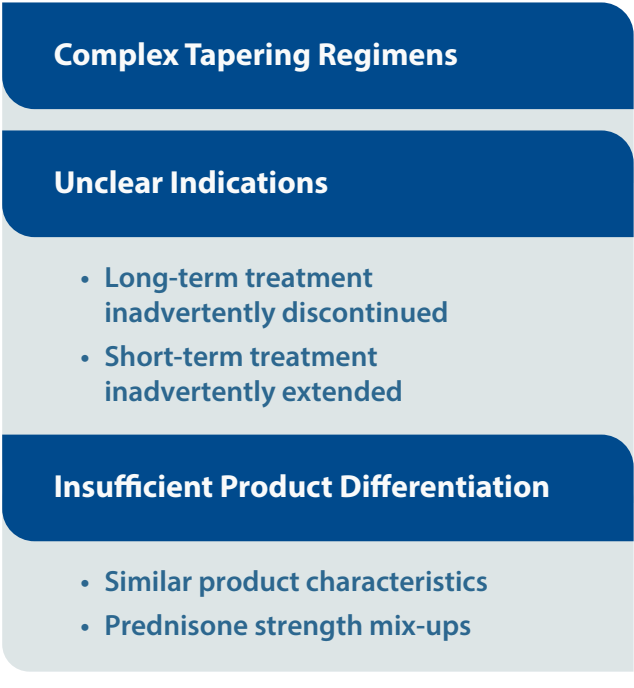 Complex Tapering Regimens
Unclear Indications
• Long-term treatment
inadvertently discontinued
• Short-term treatment
inadvertently extended
Insufficient Product Differentiation
• Similar product characteristics
• Prednisone strength mix-ups